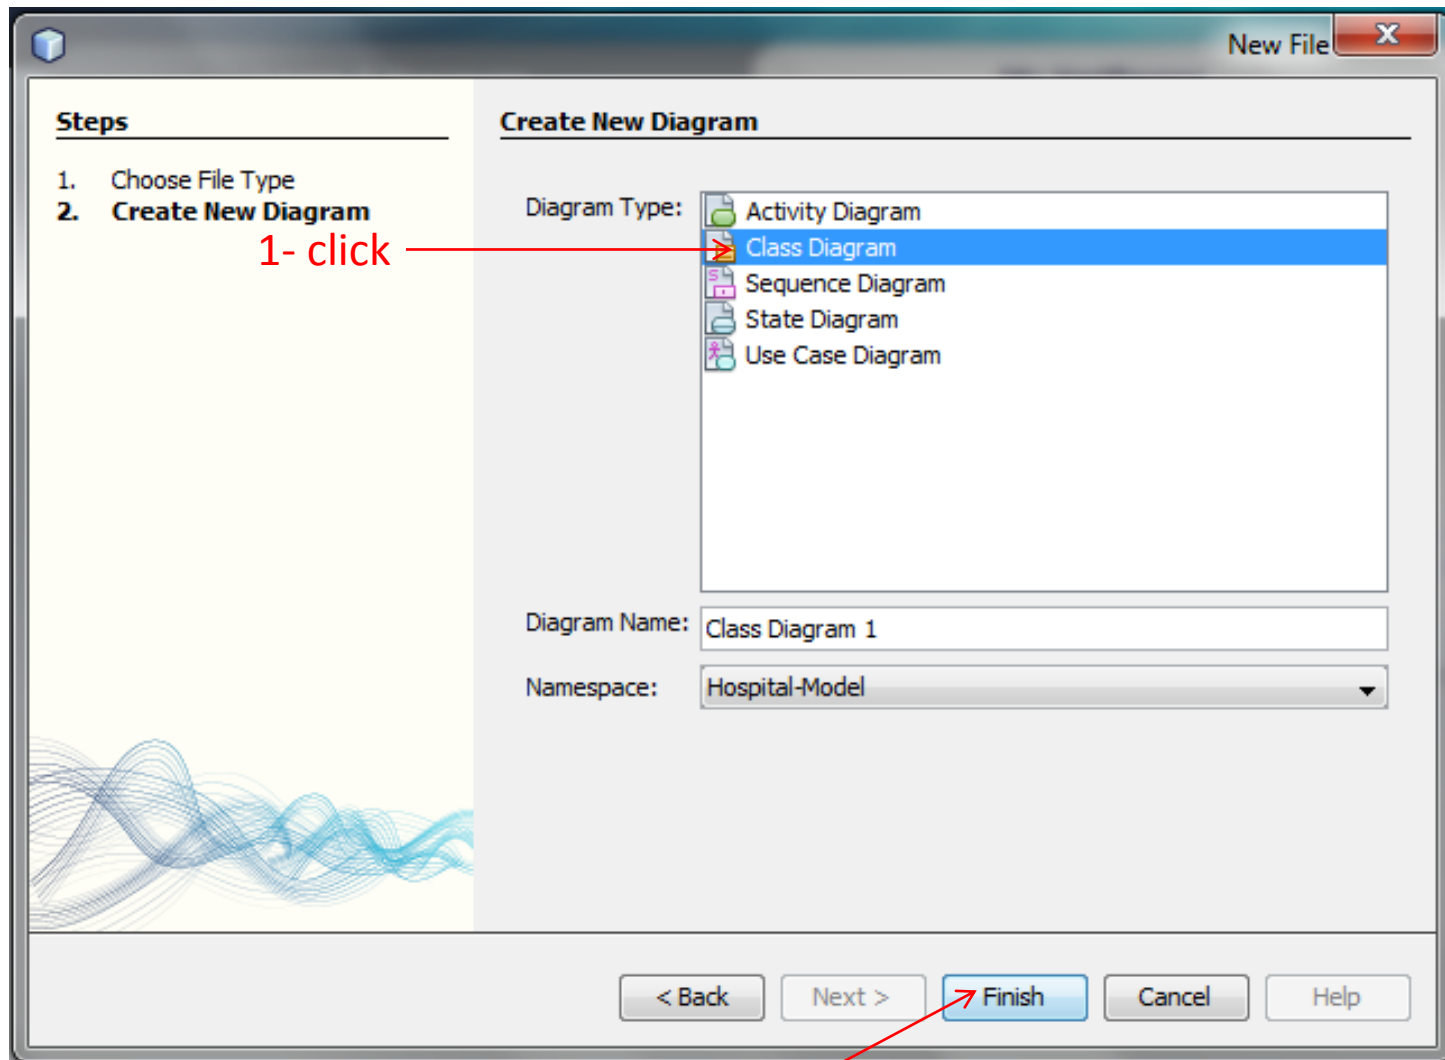 New File
X
Steps
1. Choose File Type
2. Create New Diagram
1- click
Create New Diagram
Diagram Type:
Activity Diagram
Class Diagram
Sequence Diagram
State Diagram
Use Case Diagram
Diagram Name: Class Diagram 1
Namespace: Hospital-Model
< Back Next > Finish Cancel Help